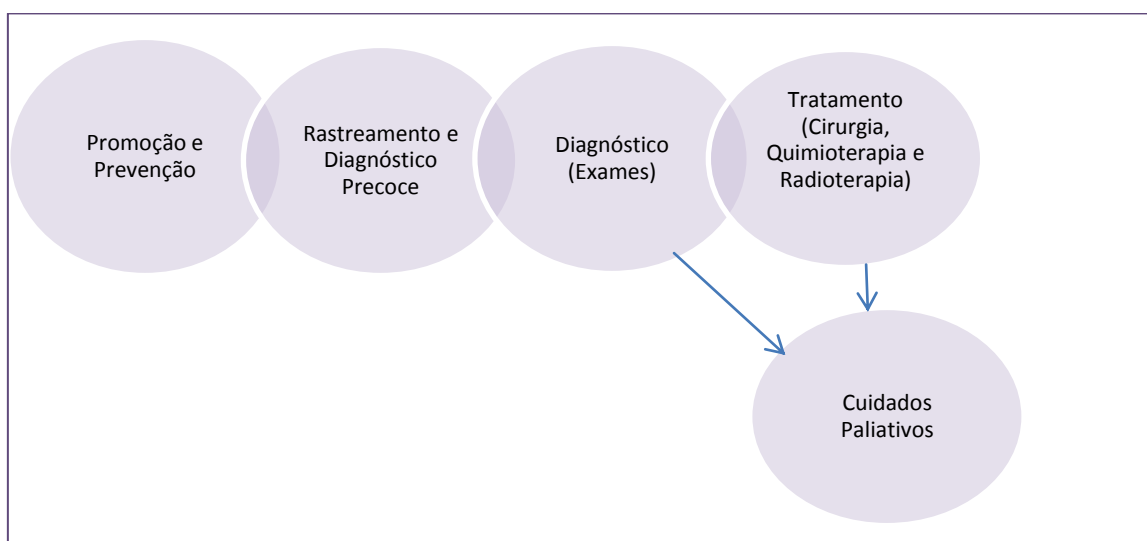 Promoção e
Prevenção
Rastreamento e
Diagnóstico
Precoce
Diagnóstico
(Exames)
Tratamento
(Cirurgia,
Quimioterapia e
Radioterapia)
Cuidados
Paliativos